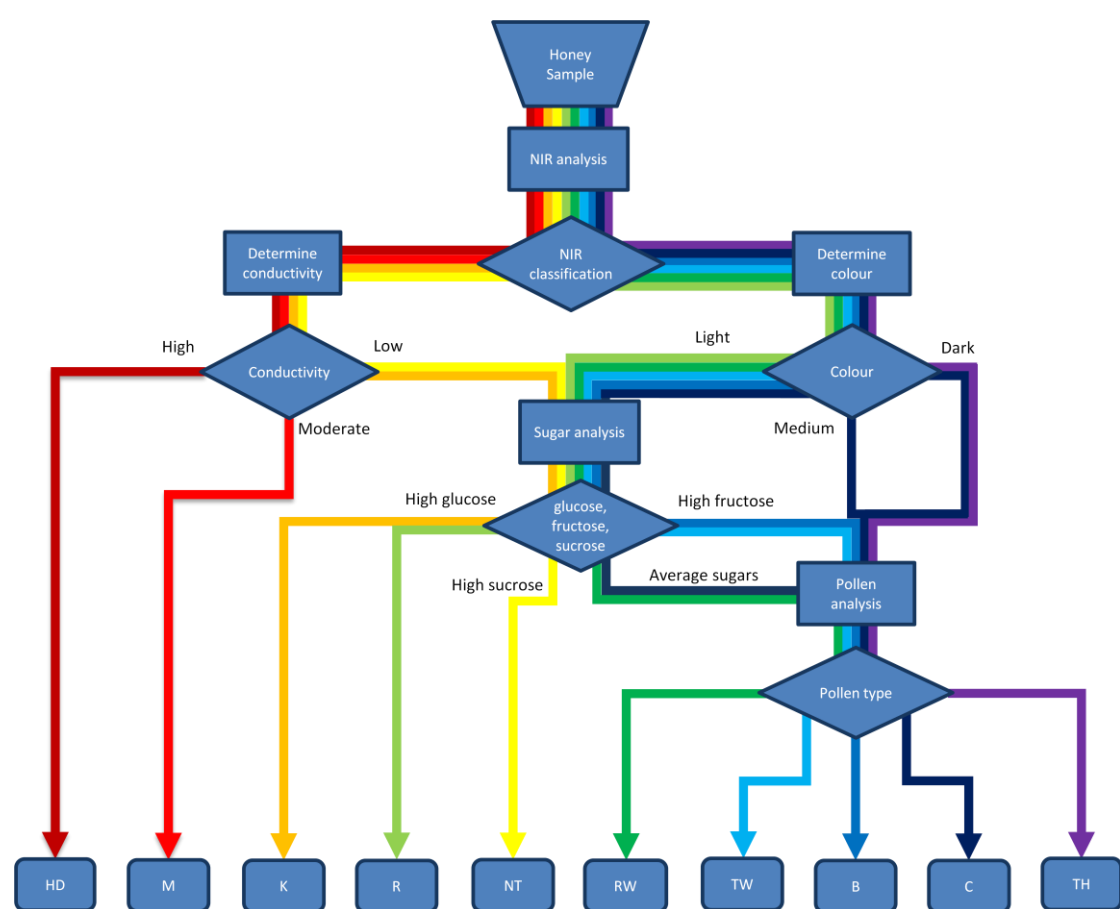 Honey
Sample
NIR analysis
Determine
conductivity
NIR
classification
Determine
colour
High
Low
Light
Dark
Conductivity
Colour
Moderate
Sugar analysis
Medium
High glucose
glucose,
fructose,
sucrose
High fructose
High sucrose
Average sugars
Pollen
analysis
Pollen type
HD
M
K
R
NT
RW
TW
B
C
TH